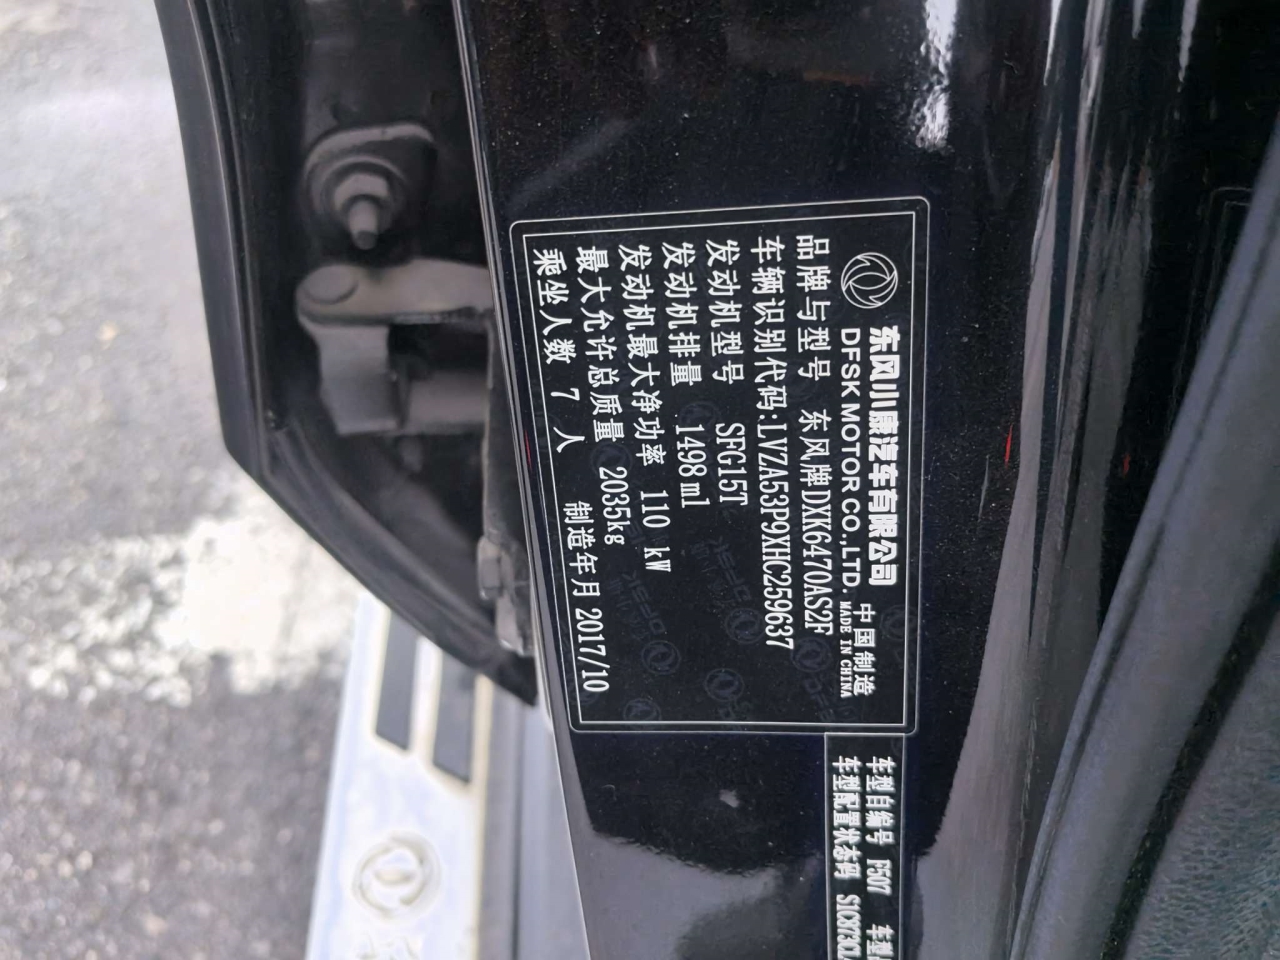 东风小康汽车有限公司 中国制造
DFSK MOTOR CO.,LTD. MADE IN CHINA
品牌与型号 东风牌DXK6470AS2F
车辆识别代码:LVZA53P9XHC259637
发动机型号 SFG15T
发动机排量 1498ml
发动机最大净功率 110 kW
最大允许总质量 2035kg
乘坐人数 7 人 制造年月 2017/10
车型自编号 F507 车型
车型配置状态码